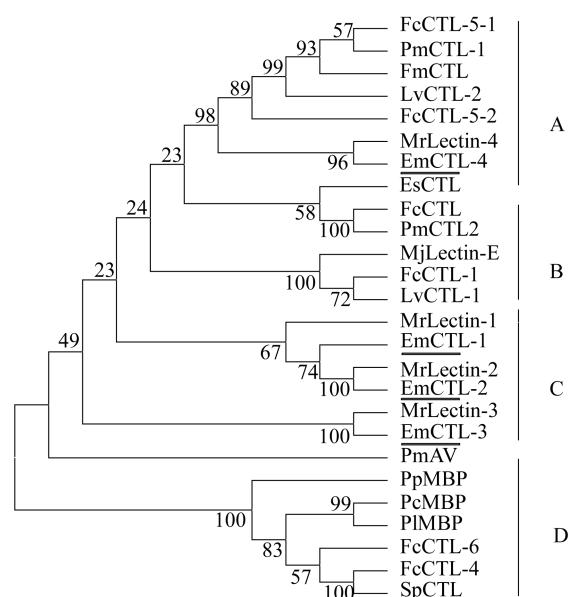 FcCTL-5-1
57
PmCTL-1
93
FmCTL
99
LvCTL-2
89
FcCTL-5-2
98
A
MrLectin-4
96
EmCTL-4
23
EsCTL
58
FcCTL
24
100
PmCTL2
MjLectin-E
B
100
FcCTL-1
23
72
LvCTL-1
MrLectin-1
67
EmCTL-1
49
74
MrLectin-2
C
100
EmCTL-2
MrLectin-3
100
EmCTL-3
PmAV
PpMBP
100
99
PcMBP
PlMBP
D
83
FcCTL-6
57
FcCTL-4
100
SpCTL